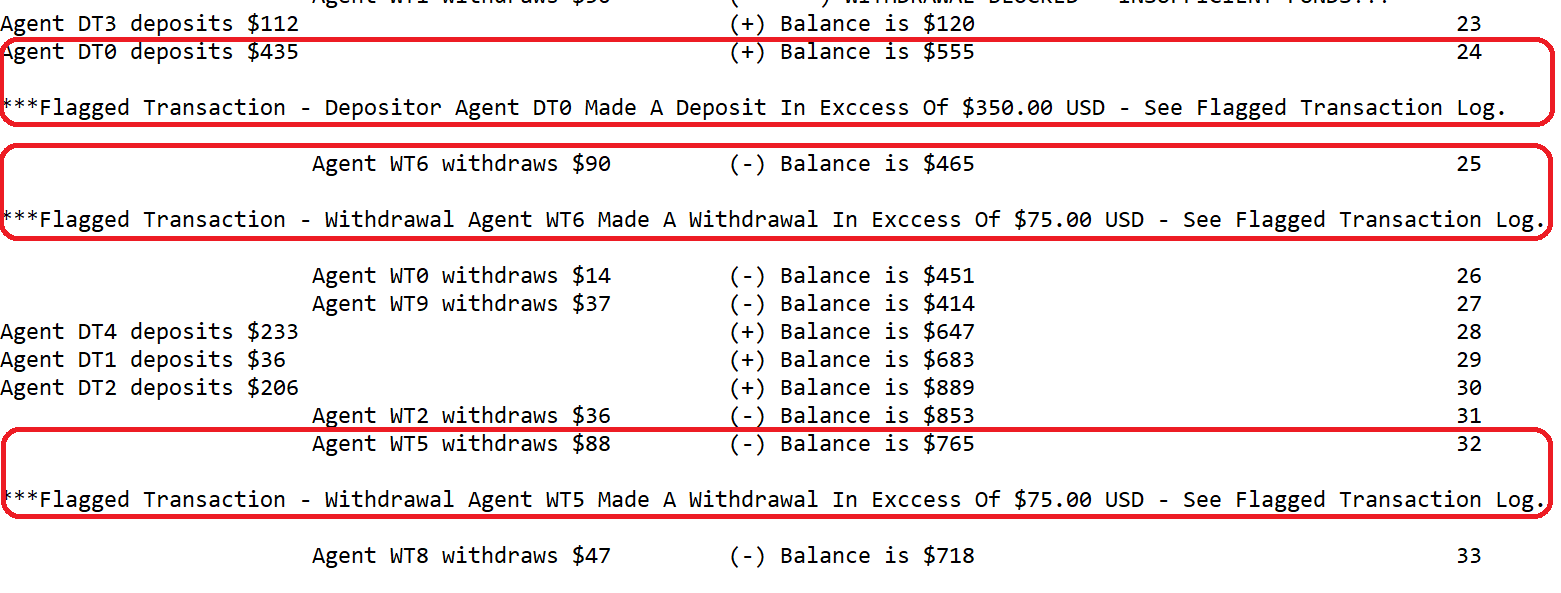 Agent DT3 deposits $112 (+) Balance is $120 23
Agent DT0 deposits $435 (+) Balance is $555 24
***Flagged Transaction - Depositor Agent DT0 Made A Deposit In Exccess Of $350.00 USD - See Flagged Transaction Log.
Agent WT6 withdraws $90 (-) Balance is $465 25
***Flagged Transaction - Withdrawal Agent WT6 Made A Withdrawal In Exccess Of $75.00 USD - See Flagged Transaction Log.
Agent WT0 withdraws $14 (-) Balance is $451 26
Agent WT9 withdraws $37 (-) Balance is $414 27
Agent DT4 deposits $233 (+) Balance is $647 28
Agent DT1 deposits $36 (+) Balance is $683 29
Agent DT2 deposits $206 (+) Balance is $889 30
Agent WT2 withdraws $36 (-) Balance is $853 31
Agent WT5 withdraws $88 (-) Balance is $765 32
***Flagged Transaction - Withdrawal Agent WT5 Made A Withdrawal In Exccess Of $75.00 USD - See Flagged Transaction Log.
Agent WT8 withdraws $47 (-) Balance is $718 33